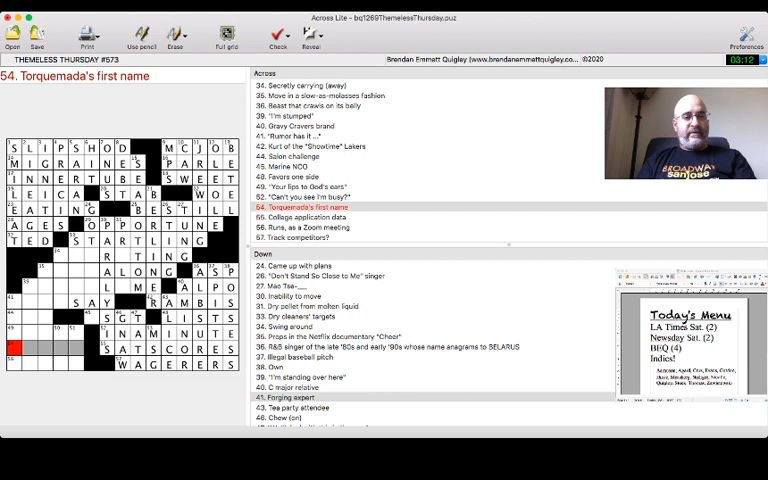 Across Lite - bq1269ThemelessThursday.puz
Open Save Print Use pencil Erase Full grid Check Reveal Preferences
THEMELESS THURSDAY #573
Brendan Emmett Quigley (www.brendanemmettquigley.co... ©2020
03:12
54. Torquemada's first name
SLIPSHOD MCJOB
MIGRAINES PARLE
INNERTUBE SWEET
LEICA STAB WOE
EATING BESTILL
AGES OPPORTUNE
TED STARTLING
R TING
ALONG ASP
L ME ALPO
SAY RAMBIS
SGT LISTS
INAMINUTE
SATSCORES
WAGERERS
Across
34. Secretly carrying (away)
35. Move in a slow-as-molasses fashion
36. Beast that crawls on its belly
39. "I'm stumped"
40. Gravy Cravers brand
41. "Rumor has it ..."
42. Kurt of the "Showtime" Lakers
44. Salon challenge
45. Marine NCO
48. Favors one side
49. "Your lips to God's ears"
52. "Can't you see I'm busy?"
54. Torquemada's first name
55. College application data
56. Runs, as a Zoom meeting
57. Track competitors?
Down
24. Came up with plans
26. "Don't Stand So Close to Me" singer
27. Mao Tse-___
30. Inability to move
31. Dry pellet from molten liquid
33. Dry cleaners' targets
34. Swing around
35. Props in the Netflix documentary "Cheer"
36. R&B singer of the late '80s and early '90s whose name anagrams to BELARUS
37. Illegal baseball pitch
38. Own
39. "I'm standing over here"
40. C major relative
41. Forging expert
43. Tea party attendee
46. Chew (on)
BROADWAY
san jose
Today's Menu
LA Times Sat. (2)
Newsday Sat. (2)
BEQ (4)
Indies!